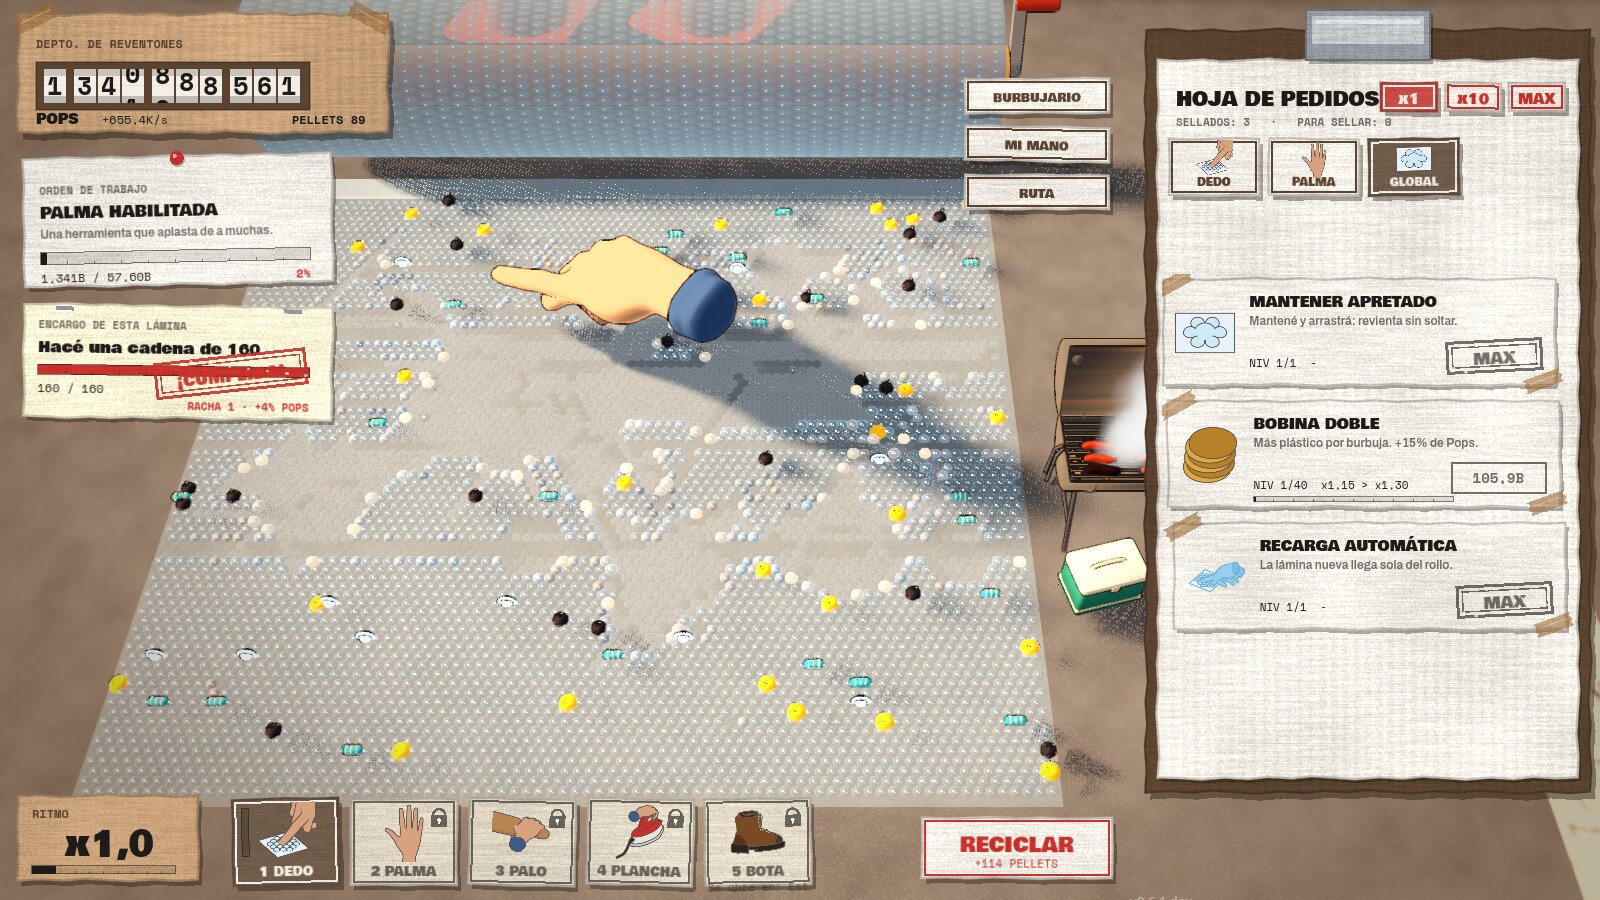 DEPTO. DE REVENTONES
POPS +655.4K/s PELLETS 89
ORDEN DE TRABAJO
PALMA HABILITADA
Una herramienta que aplasta de a muchas.
1,341B / 57,60B 2%
ENCARGO DE ESTA LÁMINA
Hacé una cadena de 160
160 / 160
RACHA 1 · +4% POPS
BURBUJARIO
MI MANO
RUTA
HOJA DE PEDIDOS x1 x10 MAX
SELLADOS: 3 · PARA SELLAR: 0
DEDO PALMA GLOBAL
MANTENER APRETADO
Mantené y arrastrá: revienta sin soltar.
NIV 1/1 - MAX
BOBINA DOBLE
Más plástico por burbuja. +15% de Pops.
NIV 1/40 x1,15 > x1,30 105,9B
RECARGA AUTOMÁTICA
La lámina nueva llega sola del rollo.
NIV 1/1 - MAX
RITMO
x1,0
1 DEDO 2 PALMA 3 PALO 4 PLANCHA 5 BOTA
RECICLAR
+114 PELLETS